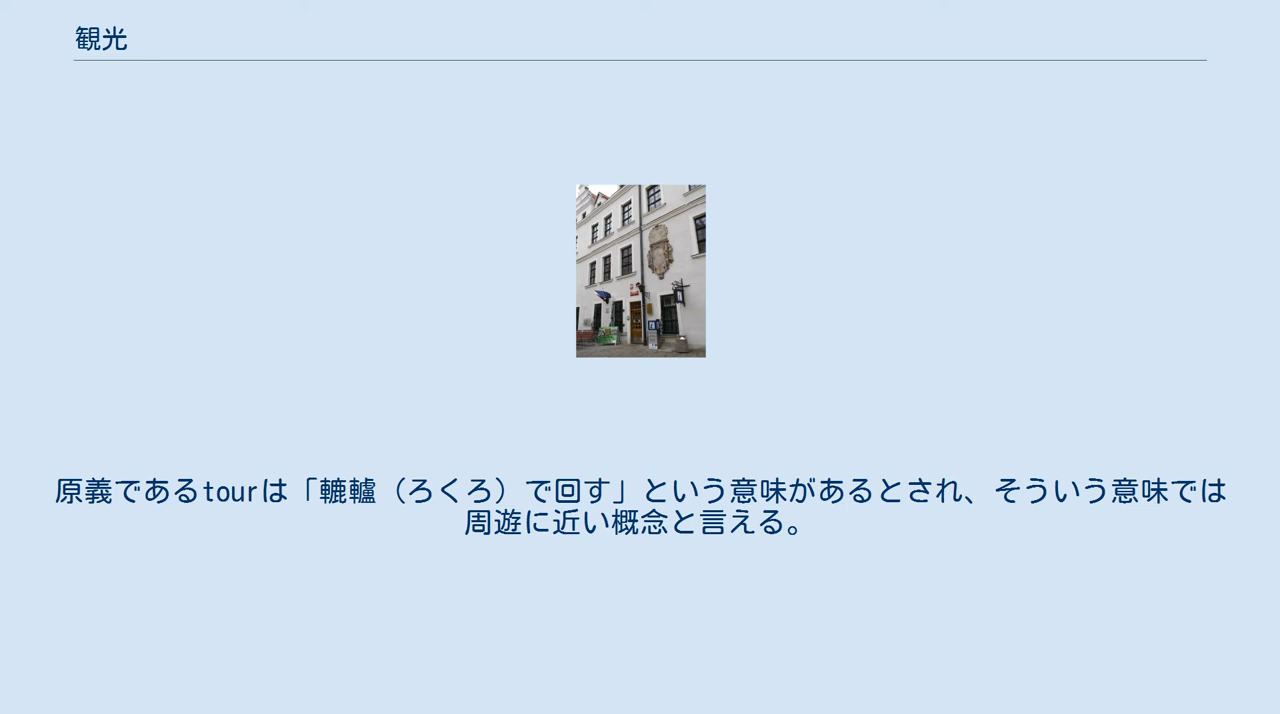 観光
原義であるtourは「轆轤（ろくろ）で回す」という意味があるとされ、そういう意味では
周遊に近い概念と言える。